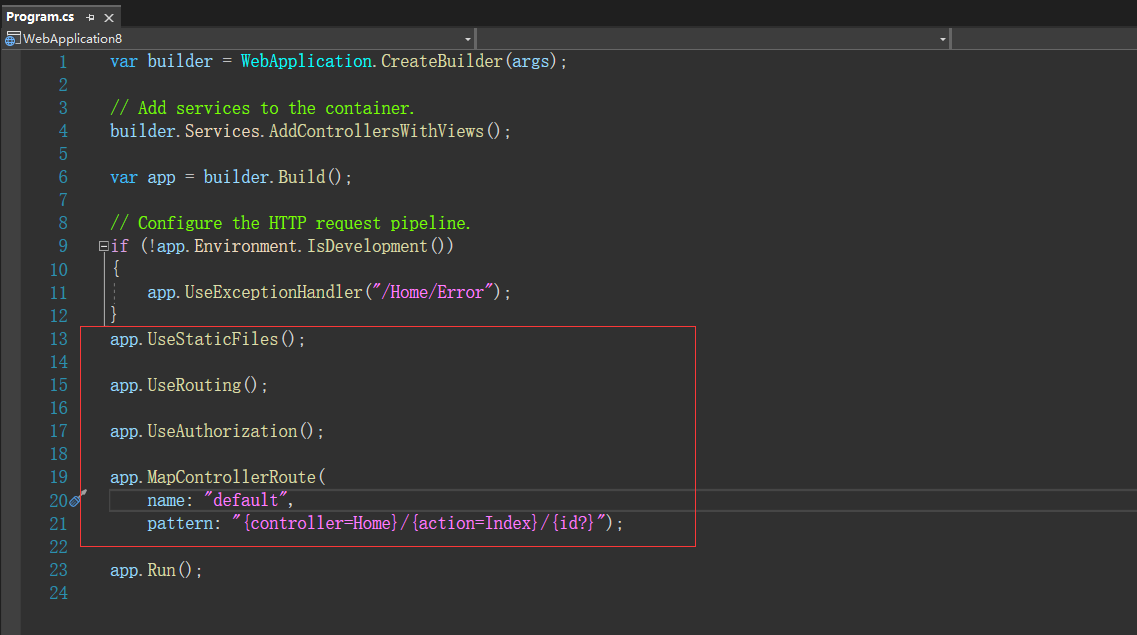 Program.cs
WebApplication8
1 var builder = WebApplication.CreateBuilder(args);
2
3 // Add services to the container.
4 builder.Services.AddControllersWithViews();
5
6 var app = builder.Build();
7
8 // Configure the HTTP request pipeline.
9 if (!app.Environment.IsDevelopment())
10 {
11 app.UseExceptionHandler("/Home/Error");
12 }
13 app.UseStaticFiles();
14
15 app.UseRouting();
16
17 app.UseAuthorization();
18
19 app.MapControllerRoute(
20 name: "default",
21 pattern: "{controller=Home}/{action=Index}/{id?}");
22
23 app.Run();
24